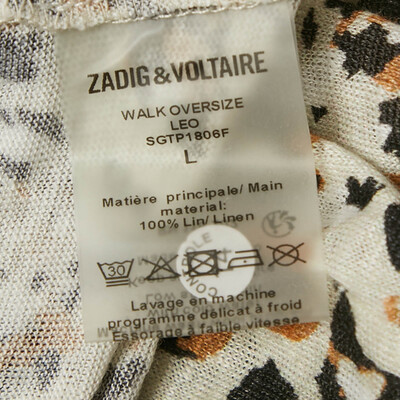 ZADIG & VOLTAIRE
WALK OVERSIZE
LEO
SGTP1806F
L
Matière principale/ Main
material:
100% Lin/ Linen
CONTROLE
30
Lavage en machine
programme délicat à froid
Essorage à faible vitesse